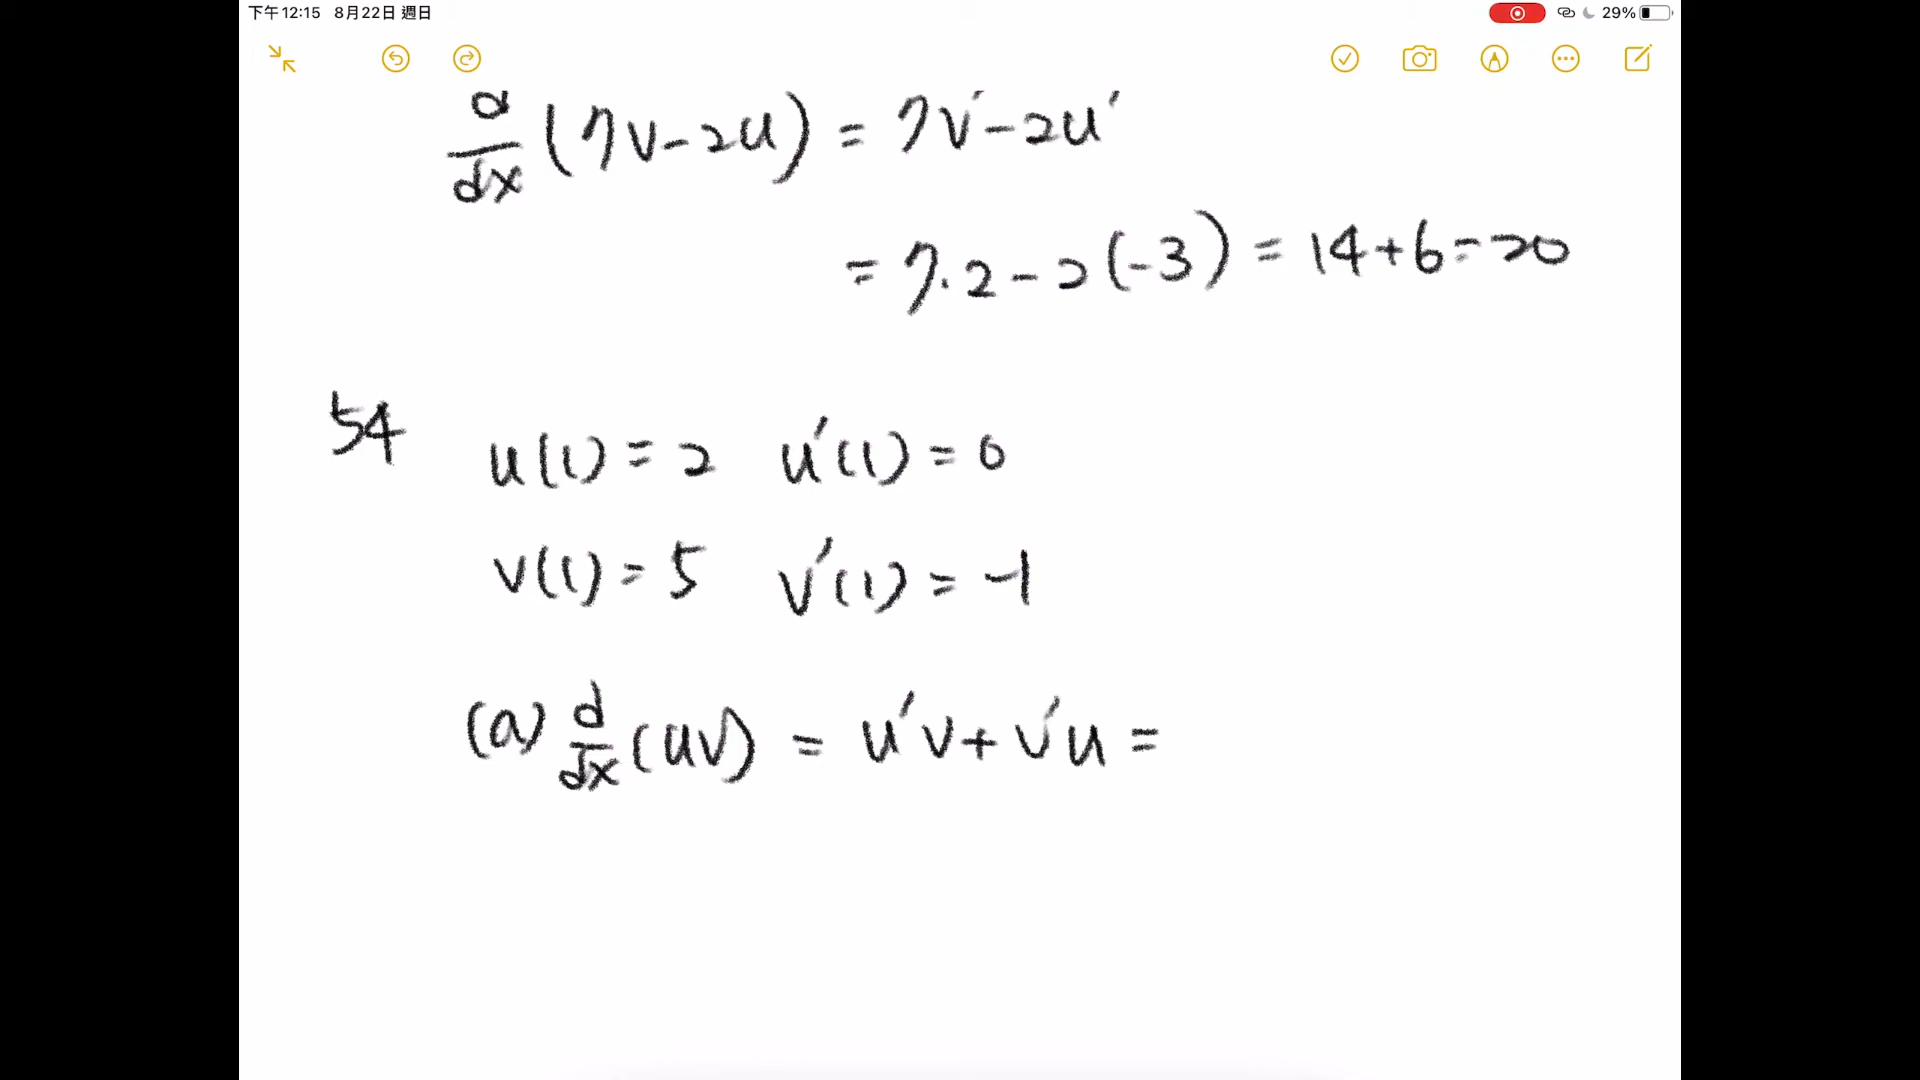 下午12:15 8月22日 週日 29%
d/dx (7v-2u) = 7v'-2u'
= 7·2-2(-3) = 14+6=20
54
u(1)=2 u'(1)=0
v(1)=5 v'(1)=-1
(a) d/dx (uv) = u'v+v'u =